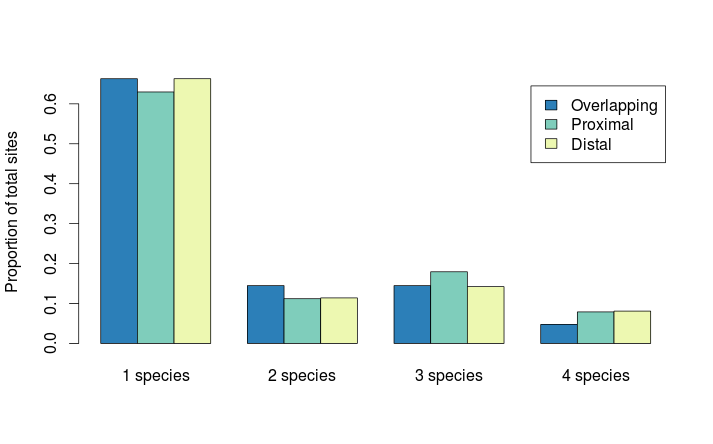 Proportion of total sites
0.6
0.5
0.4
0.3
0.2
0.1
0.0
Overlapping
Proximal
Distal
1 species
2 species
3 species
4 species